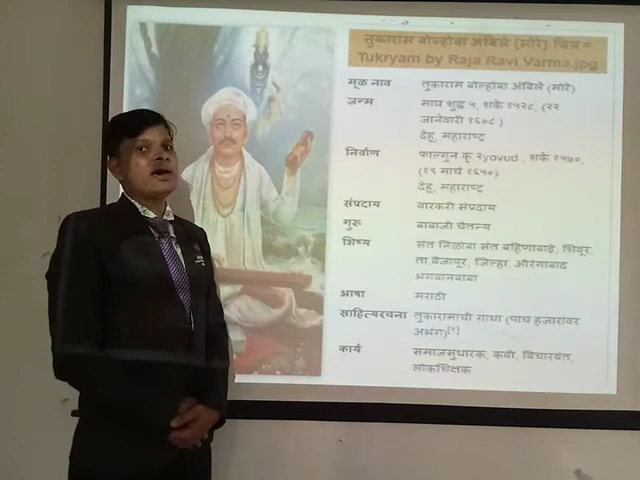 तुकाराम बोल्होबा अंबिले (मोरे) चित्र=
Tukryam by Raja Ravi Varma.jpg
मूळ नाव तुकाराम बोल्होबा अंबिले (मोरे)
जन्म माघ शुद्ध ५, शके १५२८, (२२
जानेवारी १६०८ )
देहू, महाराष्ट्र
निर्वाण फाल्गुन कृ २yovud , शके १५७०,
(१९ मार्च १६५०)
देहू, महाराष्ट्र
संप्रदाय वारकरी संप्रदाय
गुरू बाबाजी चैतन्य
शिष्य संत निळोबा संत बहिणाबाई, शिवूर,
ता.वैजापूर, जिल्हा. औरंगाबाद
भगवानबाबा
भाषा मराठी
साहित्यरचना तुकारामाची गाथा (पाच हजारांवर
अभंग)[१]
कार्य समाजसुधारक, कवी, विचारवंत,
लोकशिक्षक